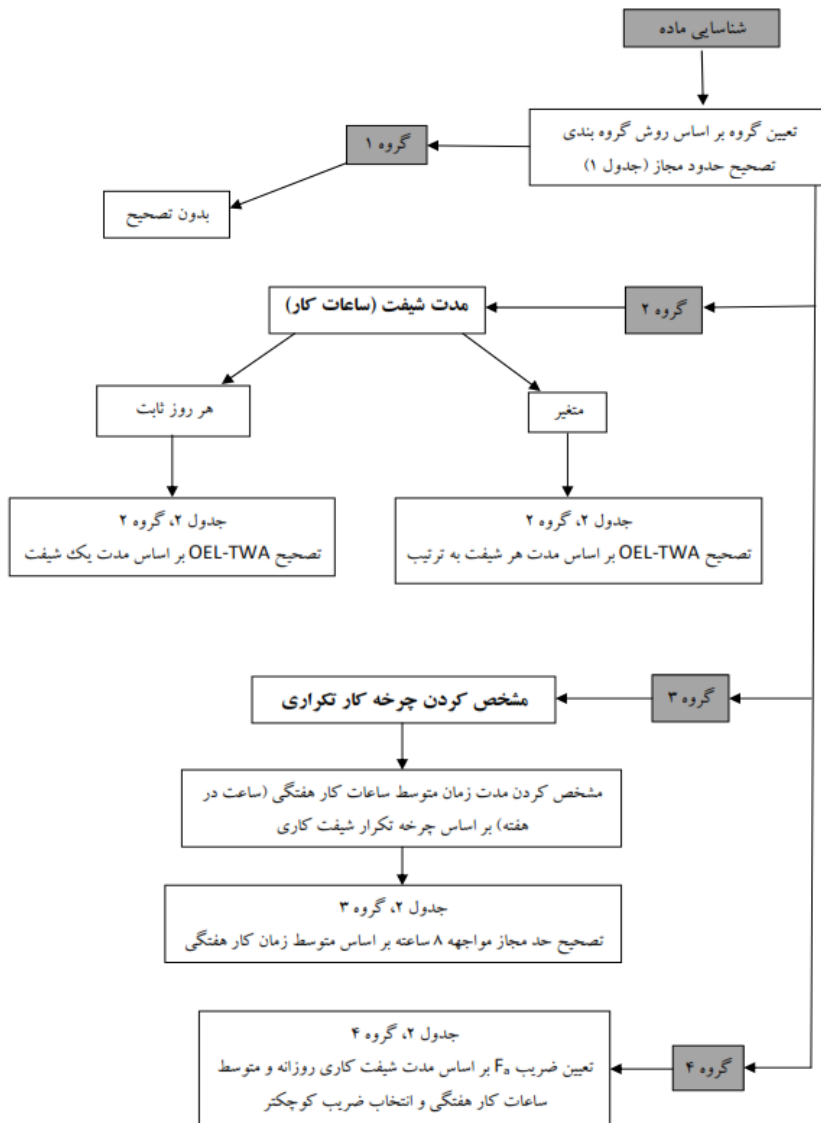 شناسایی ماده
تعیین گروه بر اساس روش گروه بندی
تصحیح حدود مجاز (جدول ۱)
گروه ۱
بدون تصحیح
گروه ۲
مدت شیفت (ساعات کار)
هر روز ثابت
متغیر
جدول ۲، گروه ۲
تصحیح OEL-TWA بر اساس مدت یک شیفت
جدول ۲، گروه ۲
تصحیح OEL-TWA بر اساس مدت هر شیفت به ترتیب
گروه ۳
مشخص کردن چرخه کار تکراری
مشخص کردن مدت زمان متوسط ساعات کار هفتگی (ساعت در
هفته) بر اساس چرخه تکرار شیفت کاری
جدول ۲، گروه ۳
تصحیح حد مجاز مواجهه ۸ ساعته بر اساس متوسط زمان کار هفتگی
گروه ۴
جدول ۲، گروه ۴
تعیین ضریب Fa بر اساس مدت شیفت کاری روزانه و متوسط
ساعات کار هفتگی و انتخاب ضریب کوچکتر